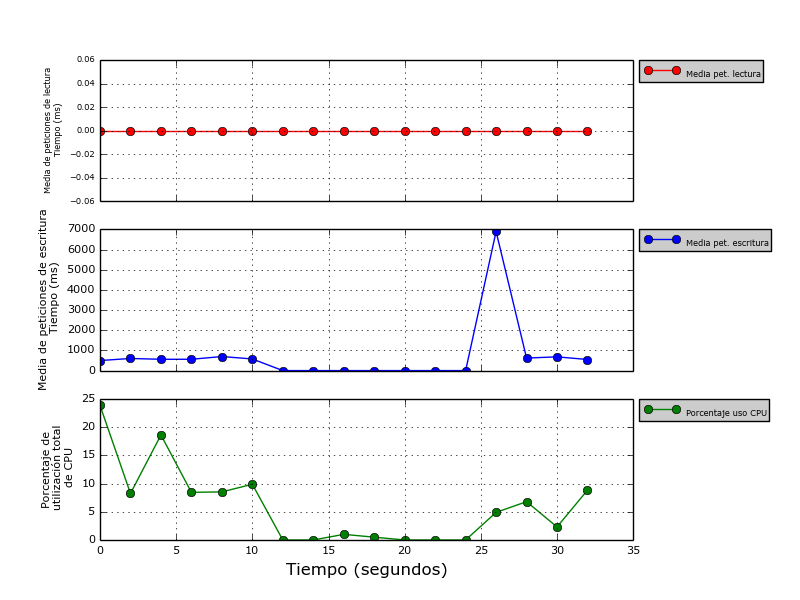 0.06
0.04
0.02
0.00
−0.02
−0.04
−0.06
Media de peticiones de lectura
Tiempo (ms)
Media pet. lectura
7000
6000
5000
4000
3000
2000
1000
0
Media de peticiones de escritura
Tiempo (ms)
Media pet. escritura
25
20
15
10
5
0
Porcentaje de
utilización total
de CPU
Porcentaje uso CPU
0 5 10 15 20 25 30 35
Tiempo (segundos)